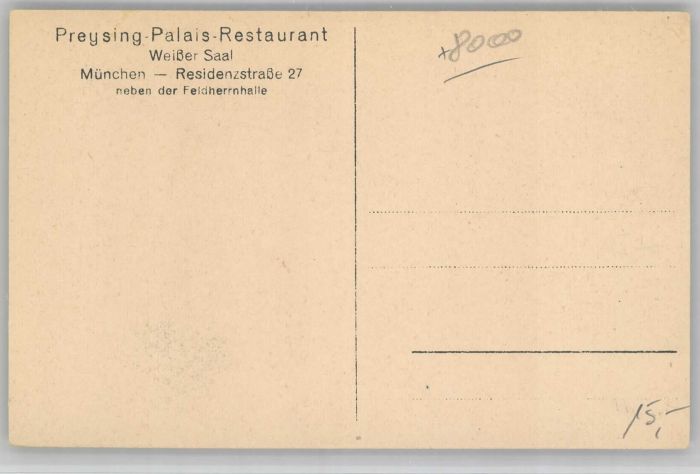 Preysing-Palais-Restaurant
Weißer Saal
München — Residenzstraße 27
neben der Feldherrnhalle
+8000
15,-